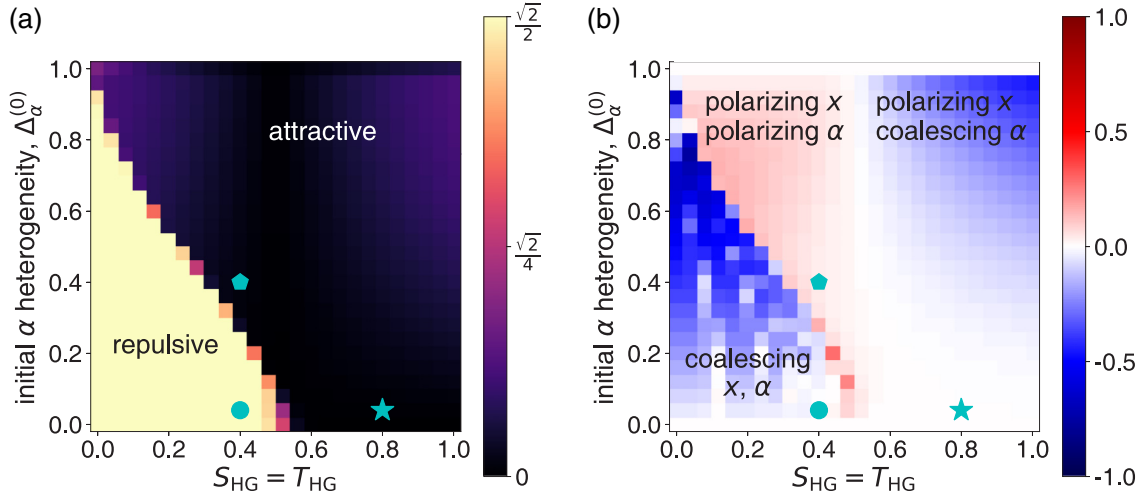 (a)
initial α heterogeneity, Δ_α^(0)
1.0
0.8
0.6
0.4
0.2
0.0
attractive
repulsive
0.0 0.2 0.4 0.6 0.8 1.0
S_HG = T_HG
√2/2
√2/4
0
(b)
initial α heterogeneity, Δ_α^(0)
1.0
0.8
0.6
0.4
0.2
0.0
polarizing x
polarizing α
polarizing x
coalescing α
coalescing
x, α
0.0 0.2 0.4 0.6 0.8 1.0
S_HG = T_HG
1.0
0.5
0.0
-0.5
-1.0